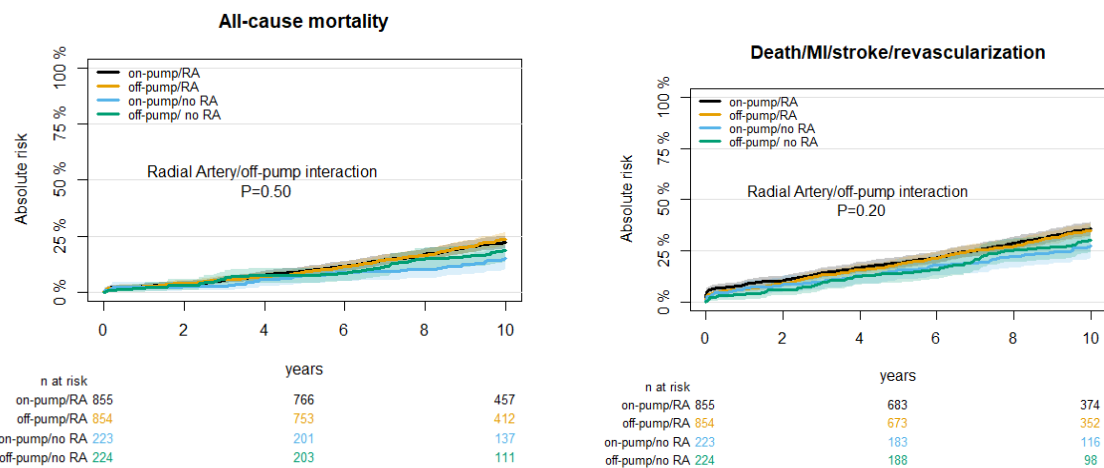 All-cause mortality
100 %
75 %
50 %
25 %
0 %
Absolute risk
on-pump/RA
off-pump/RA
on-pump/no RA
off-pump/ no RA
Radial Artery/off-pump interaction
P=0.50
0 2 4 6 8 10
years
n at risk
on-pump/RA 855 766 457
off-pump/RA 854 753 412
on-pump/no RA 223 201 137
off-pump/no RA 224 203 111
Death/MI/stroke/revascularization
100 %
75 %
50 %
25 %
0 %
Absolute risk
on-pump/RA
off-pump/RA
on-pump/no RA
off-pump/ no RA
Radial Artery/off-pump interaction
P=0.20
0 2 4 6 8 10
years
n at risk
on-pump/RA 855 683 374
off-pump/RA 854 673 352
on-pump/no RA 223 183 116
off-pump/no RA 224 188 98